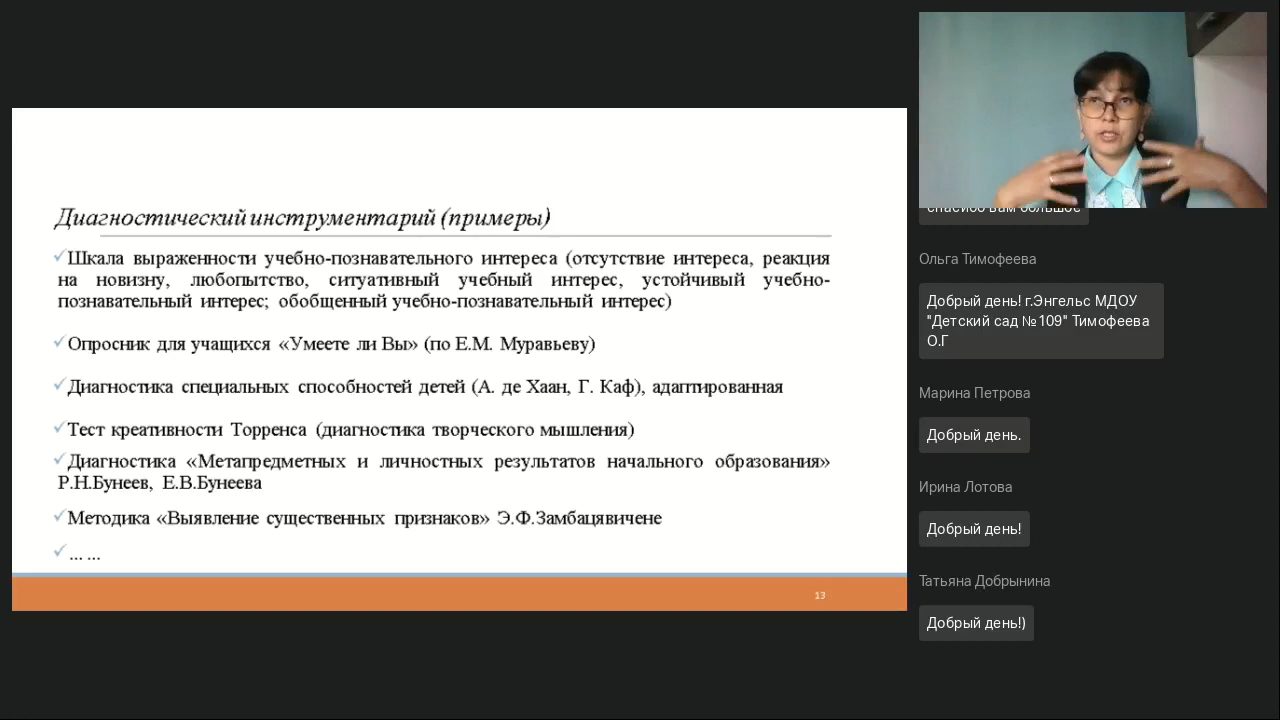 Диагностический инструментарий (примеры)
✓Шкала выраженности учебно-познавательного интереса (отсутствие интереса, реакция
на новизну, любопытство, ситуативный учебный интерес, устойчивый учебно-
познавательный интерес; обобщенный учебно-познавательный интерес)
✓Опросник для учащихся «Умеете ли Вы» (по Е.М. Муравьеву)
✓Диагностика специальных способностей детей (А. де Хаан, Г. Каф), адаптированная
✓Тест креативности Торренса (диагностика творческого мышления)
✓Диагностика «Метапредметных и личностных результатов начального образования»
Р.Н.Бунеев, Е.В.Бунеева
✓Методика «Выявление существенных признаков» Э.Ф.Замбацявичене
✓... ...
13
спасибо вам большое
Ольга Тимофеева
Добрый день! г.Энгельс МДОУ
"Детский сад №109" Тимофеева
О.Г
Марина Петрова
Добрый день.
Ирина Лотова
Добрый день!
Татьяна Добрынина
Добрый день!)